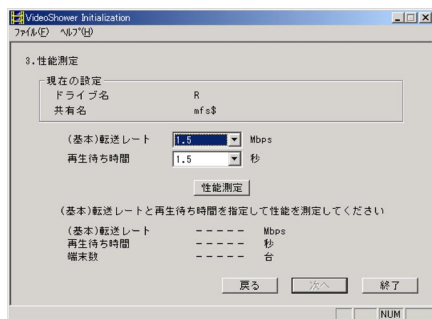 VideoShower Initialization
ﾌｧｲﾙ(F) ﾍﾙﾌﾟ(H)
3.性能測定
現在の設定
ドライブ名 R
共有名 mfs$
(基本)転送レート 1.5 Mbps
再生待ち時間 1.5 秒
性能測定
(基本)転送レートと再生待ち時間を指定して性能を測定してください
(基本)転送レート ----- Mbps
再生待ち時間 ----- 秒
端末数 ----- 台
戻る 次へ 終了
NUM